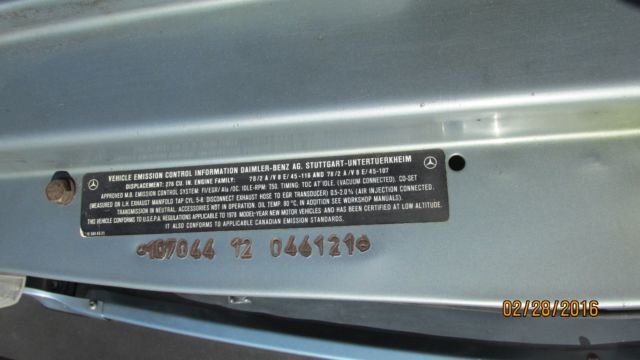 VEHICLE EMISSION CONTROL INFORMATION DAIMLER-BENZ AG. STUTTGART-UNTERTUERKHEIM
DISPLACEMENT: 276 CU. IN. ENGINE FAMILY: 78/2 A/V 8 E/45-116 AND 78/2 A/V 8 E/45-107
APPROVED M.B. EMISSION CONTROL SYSTEM: FI/EGR/AIR/OC. IDLE-RPM: 750. TIMING: TDC AT IDLE. (VACUUM CONNECTED). CO-SET
(MEASURED ON L.H. EXHAUST MANIFOLD TAP CYL. 5-8: DISCONNECT EXHAUST HOSE TO EGR TRANSDUCER) 0.5-2.0% (AIR INJECTION CONNECTED).
TRANSMISSION IN NEUTRAL. ACCESSORIES NOT IN OPERATION. OIL TEMP. 80 °C, IN ADDITION SEE WORKSHOP MANUALS).
THIS VEHICLE CONFORMS TO U.S.E.P.A. REGULATIONS APPLICABLE TO 1978 MODEL-YEAR NEW MOTOR VEHICLES AND HAS BEEN CERTIFIED AT LOW ALTITUDE.
IT ALSO CONFORMS TO APPLICABLE CANADIAN EMISSION STANDARDS.
107044 12 044121
02/28/2016